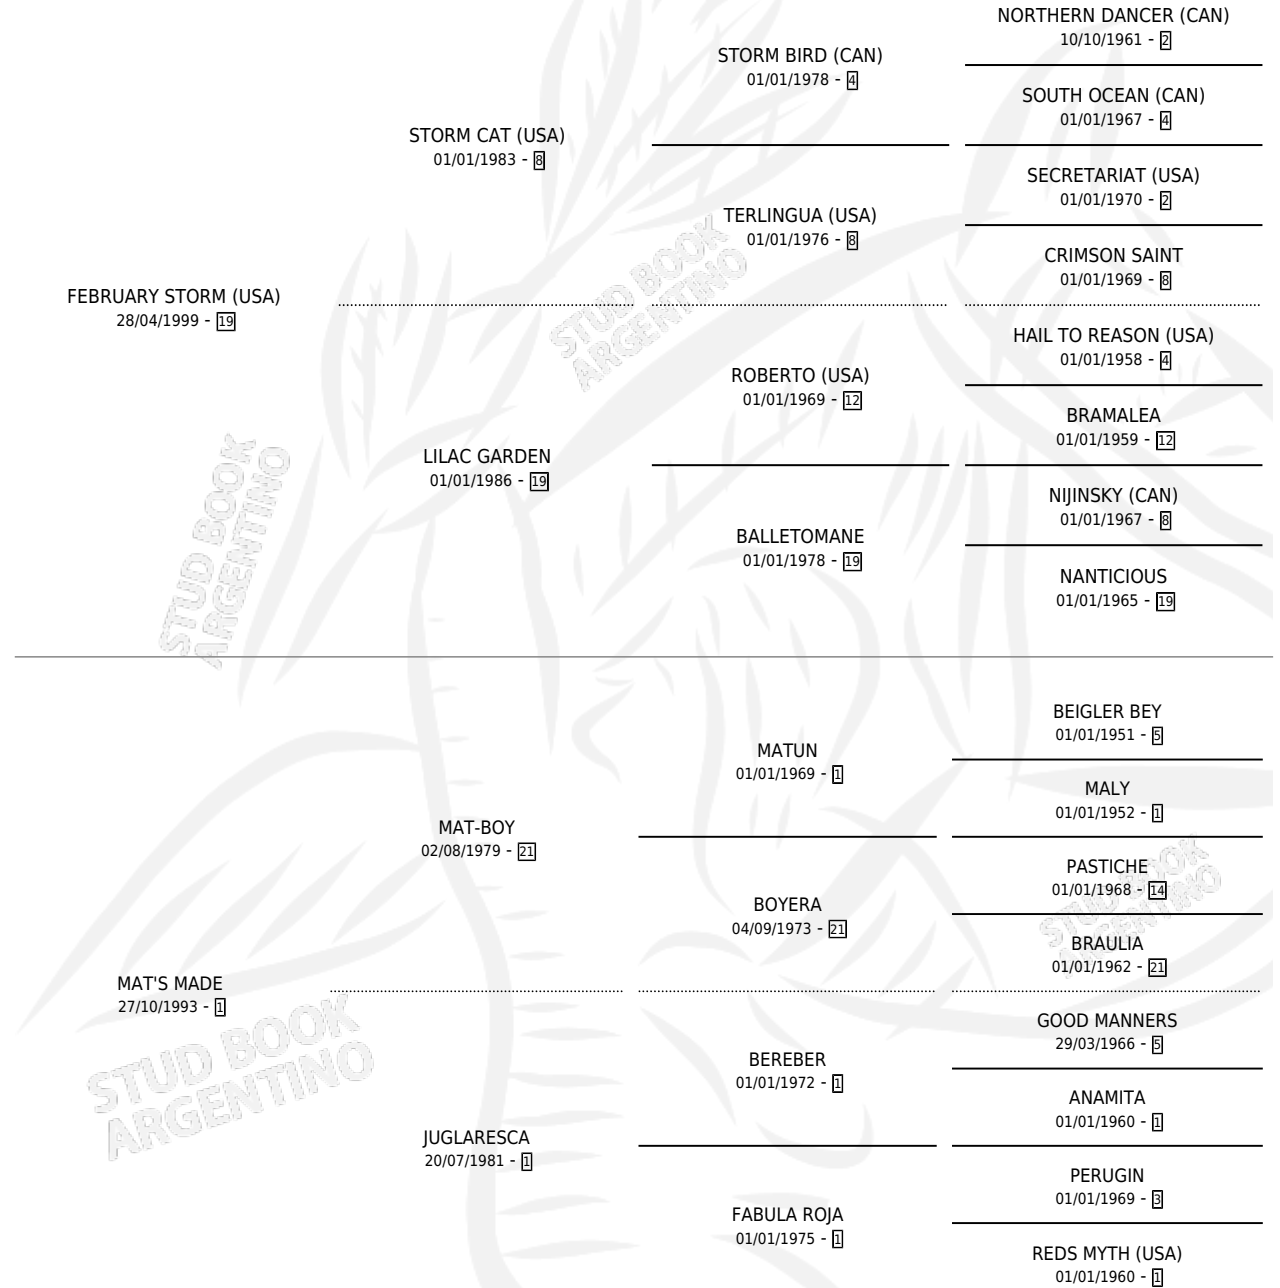 NORTHERN DANCER (CAN)
10/10/1961 - 2
STORM BIRD (CAN)
01/01/1978 - 4
SOUTH OCEAN (CAN)
01/01/1967 - 4
STORM CAT (USA)
01/01/1983 - 8
SECRETARIAT (USA)
01/01/1970 - 2
TERLINGUA (USA)
01/01/1976 - 8
CRIMSON SAINT
01/01/1969 - 8
FEBRUARY STORM (USA)
28/04/1999 - 19
STUD BOOK
ARGENTINO
HAIL TO REASON (USA)
01/01/1958 - 4
ROBERTO (USA)
01/01/1969 - 12
BRAMALEA
01/01/1959 - 12
LILAC GARDEN
01/01/1986 - 19
NIJINSKY (CAN)
01/01/1967 - 8
BALLETOMANE
01/01/1978 - 19
NANTICIOUS
01/01/1965 - 19
STUD BOOK
ARGENTINO
BEIGLER BEY
01/01/1951 - 5
MATUN
01/01/1969 - 1
MALY
01/01/1952 - 1
MAT-BOY
02/08/1979 - 21
PASTICHE
01/01/1968 - 14
BOYERA
04/09/1973 - 21
BRAULIA
01/01/1962 - 21
STUD BOOK
ARGENTINO
MAT'S MADE
27/10/1993 - 1
GOOD MANNERS
29/03/1966 - 5
BEREBER
01/01/1972 - 1
ANAMITA
01/01/1960 - 1
STUD BOOK
ARGENTINO
JUGLARESCA
20/07/1981 - 1
PERUGIN
01/01/1969 - 3
FABULA ROJA
01/01/1975 - 1
REDS MYTH (USA)
01/01/1960 - 1